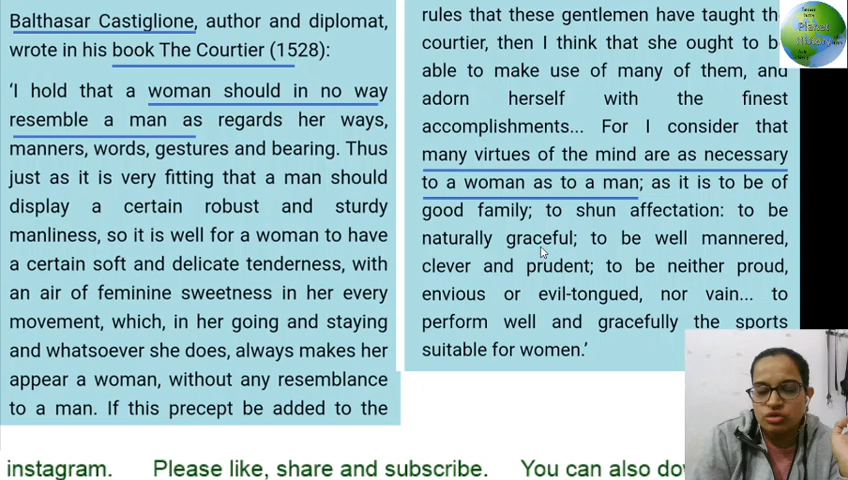 Balthasar Castiglione, author and diplomat,
wrote in his book The Courtier (1528):
'I hold that a woman should in no way
resemble a man as regards her ways,
manners, words, gestures and bearing. Thus
just as it is very fitting that a man should
display a certain robust and sturdy
manliness, so it is well for a woman to have
a certain soft and delicate tenderness, with
an air of feminine sweetness in her every
movement, which, in her going and staying
and whatsoever she does, always makes her
appear a woman, without any resemblance
to a man. If this precept be added to the
rules that these gentlemen have taught th
courtier, then I think that she ought to b
able to make use of many of them, and
adorn herself with the finest
accomplishments... For I consider that
many virtues of the mind are as necessary
to a woman as to a man; as it is to be of
good family; to shun affectation: to be
naturally graceful; to be well mannered,
clever and prudent; to be neither proud,
envious or evil-tongued, nor vain... to
perform well and gracefully the sports
suitable for women.'
Planet
History
instagram. Please like, share and subscribe. You can also do